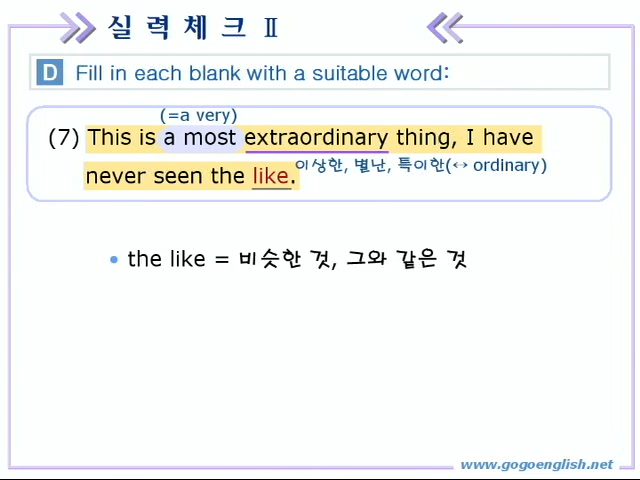 실 력 체 크 Ⅱ
D Fill in each blank with a suitable word:
(=a very)
(7) This is a most extraordinary thing, I have
이상한, 별난, 특이한(↔ ordinary)
never seen the like.
• the like = 비슷한 것, 그와 같은 것
www.gogoenglish.net